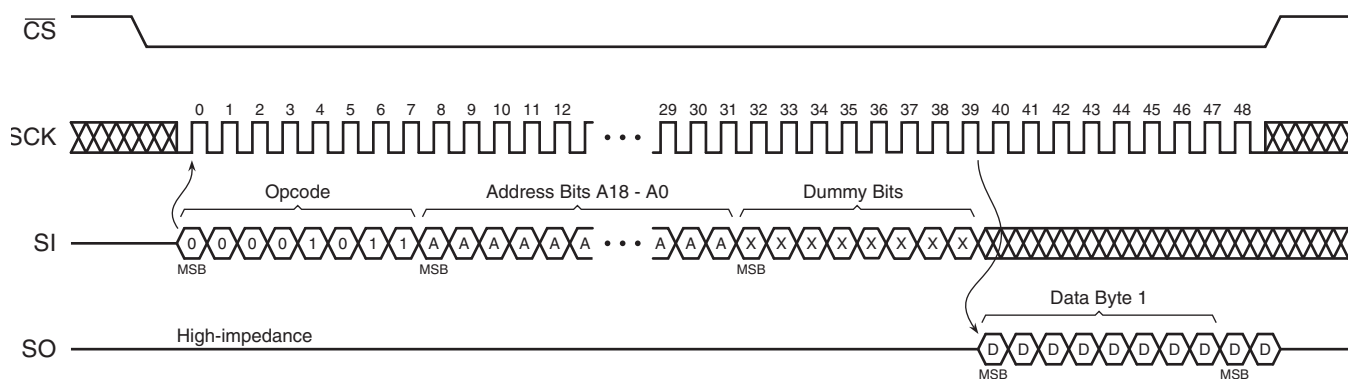 CS
0 1 2 3 4 5 6 7 8 9 10 11 12 29 30 31 32 33 34 35 36 37 38 39 40 41 42 43 44 45 46 47 48
SCK
Opcode Address Bits A18 - A0 Dummy Bits
SI 0 0 0 0 1 0 1 1 A A A A A A A A A X X X X X X X X
MSB MSB MSB
Data Byte 1
High-impedance
SO D D D D D D D D D D
MSB MSB